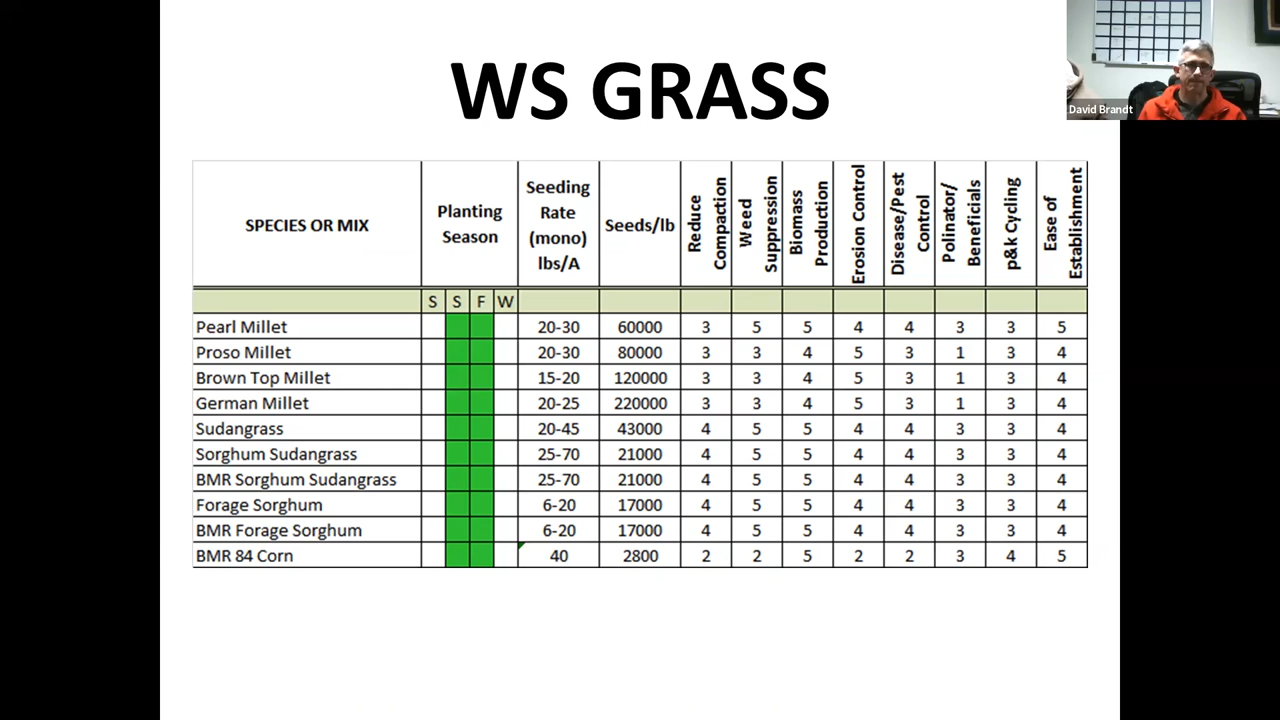 WS GRASS
David Brandt
SPECIES OR MIX Planting Season Seeding Rate (mono) lbs/A Seeds/lb Reduce Compaction Weed Suppression Biomass Production Erosion Control Disease/Pest Control Polinator/ Beneficials p&k Cycling Ease of Establishment
S S F W
Pearl Millet 20-30 60000 3 5 5 4 4 3 3 5
Proso Millet 20-30 80000 3 3 4 5 3 1 3 4
Brown Top Millet 15-20 120000 3 3 4 5 3 1 3 4
German Millet 20-25 220000 3 3 4 5 3 1 3 4
Sudangrass 20-45 43000 4 5 5 4 4 3 3 4
Sorghum Sudangrass 25-70 21000 4 5 5 4 4 3 3 4
BMR Sorghum Sudangrass 25-70 21000 4 5 5 4 4 3 3 4
Forage Sorghum 6-20 17000 4 5 5 4 4 3 3 4
BMR Forage Sorghum 6-20 17000 4 5 5 4 4 3 3 4
BMR 84 Corn 40 2800 2 2 5 2 2 3 4 5